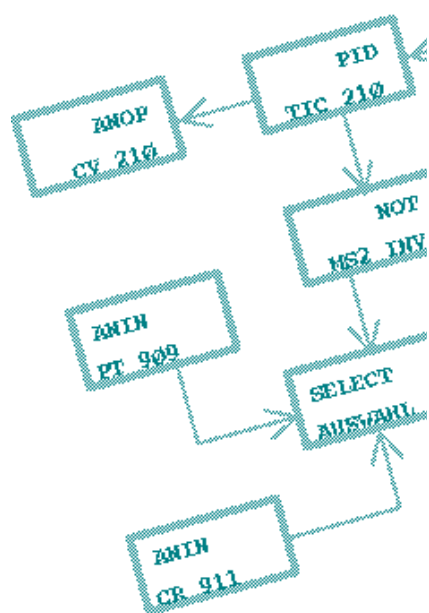 PID
TIC 210
ANOP
CV 210
NOT
MS2 INV
ANIN
PT 909
SELECT
AUSWAHL
ANIN
CR 911